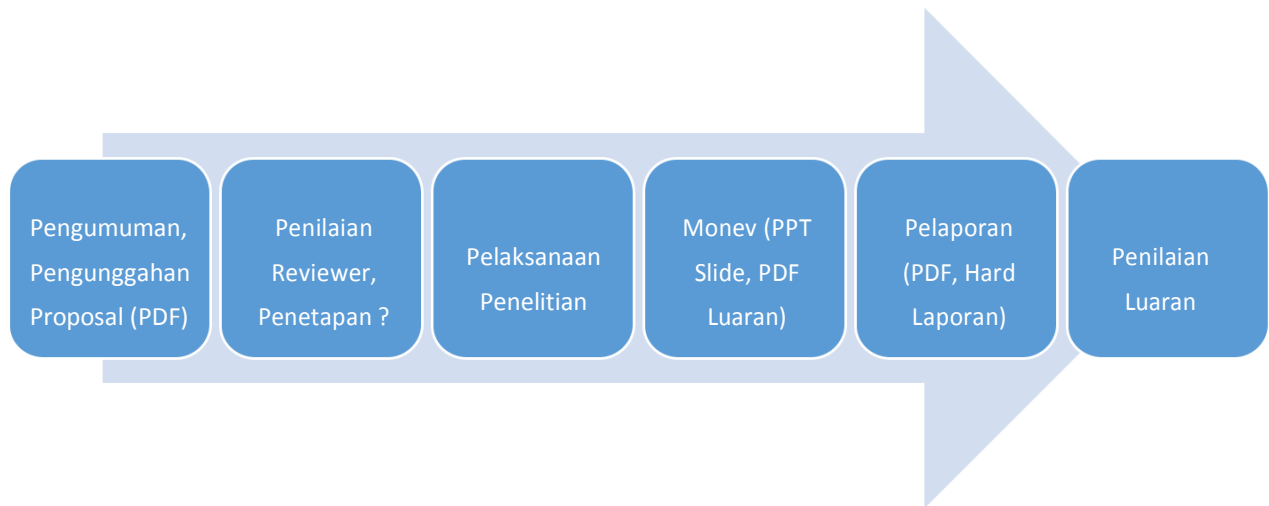 Pengumuman,
Pengunggahan
Proposal (PDF)
Penilaian
Reviewer,
Penetapan ?
Pelaksanaan
Penelitian
Monev (PPT
Slide, PDF
Luaran)
Pelaporan
(PDF, Hard
Laporan)
Penilaian
Luaran